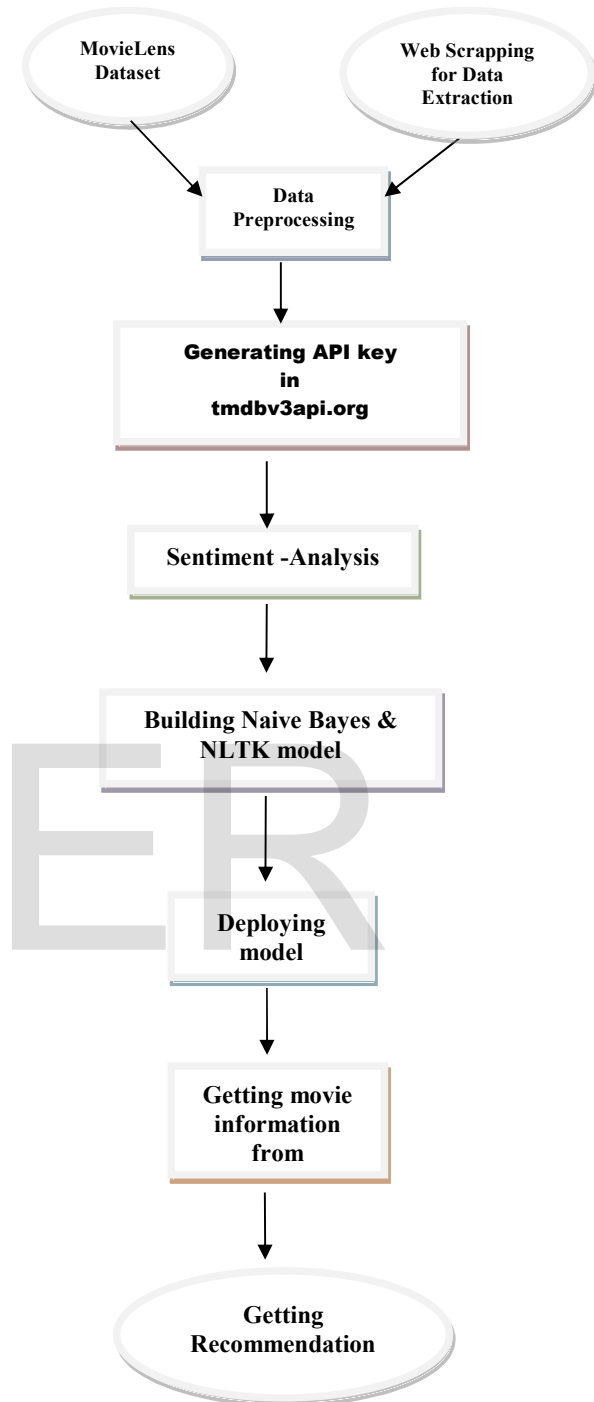 MovieLens
Dataset
Web Scrapping
for Data
Extraction
Data
Preprocessing
Generating API key
in
tmdbv3api.org
Sentiment -Analysis
Building Naive Bayes &
NLTK model
ER
Deploying
model
Getting movie
information
from
Getting
Recommendation